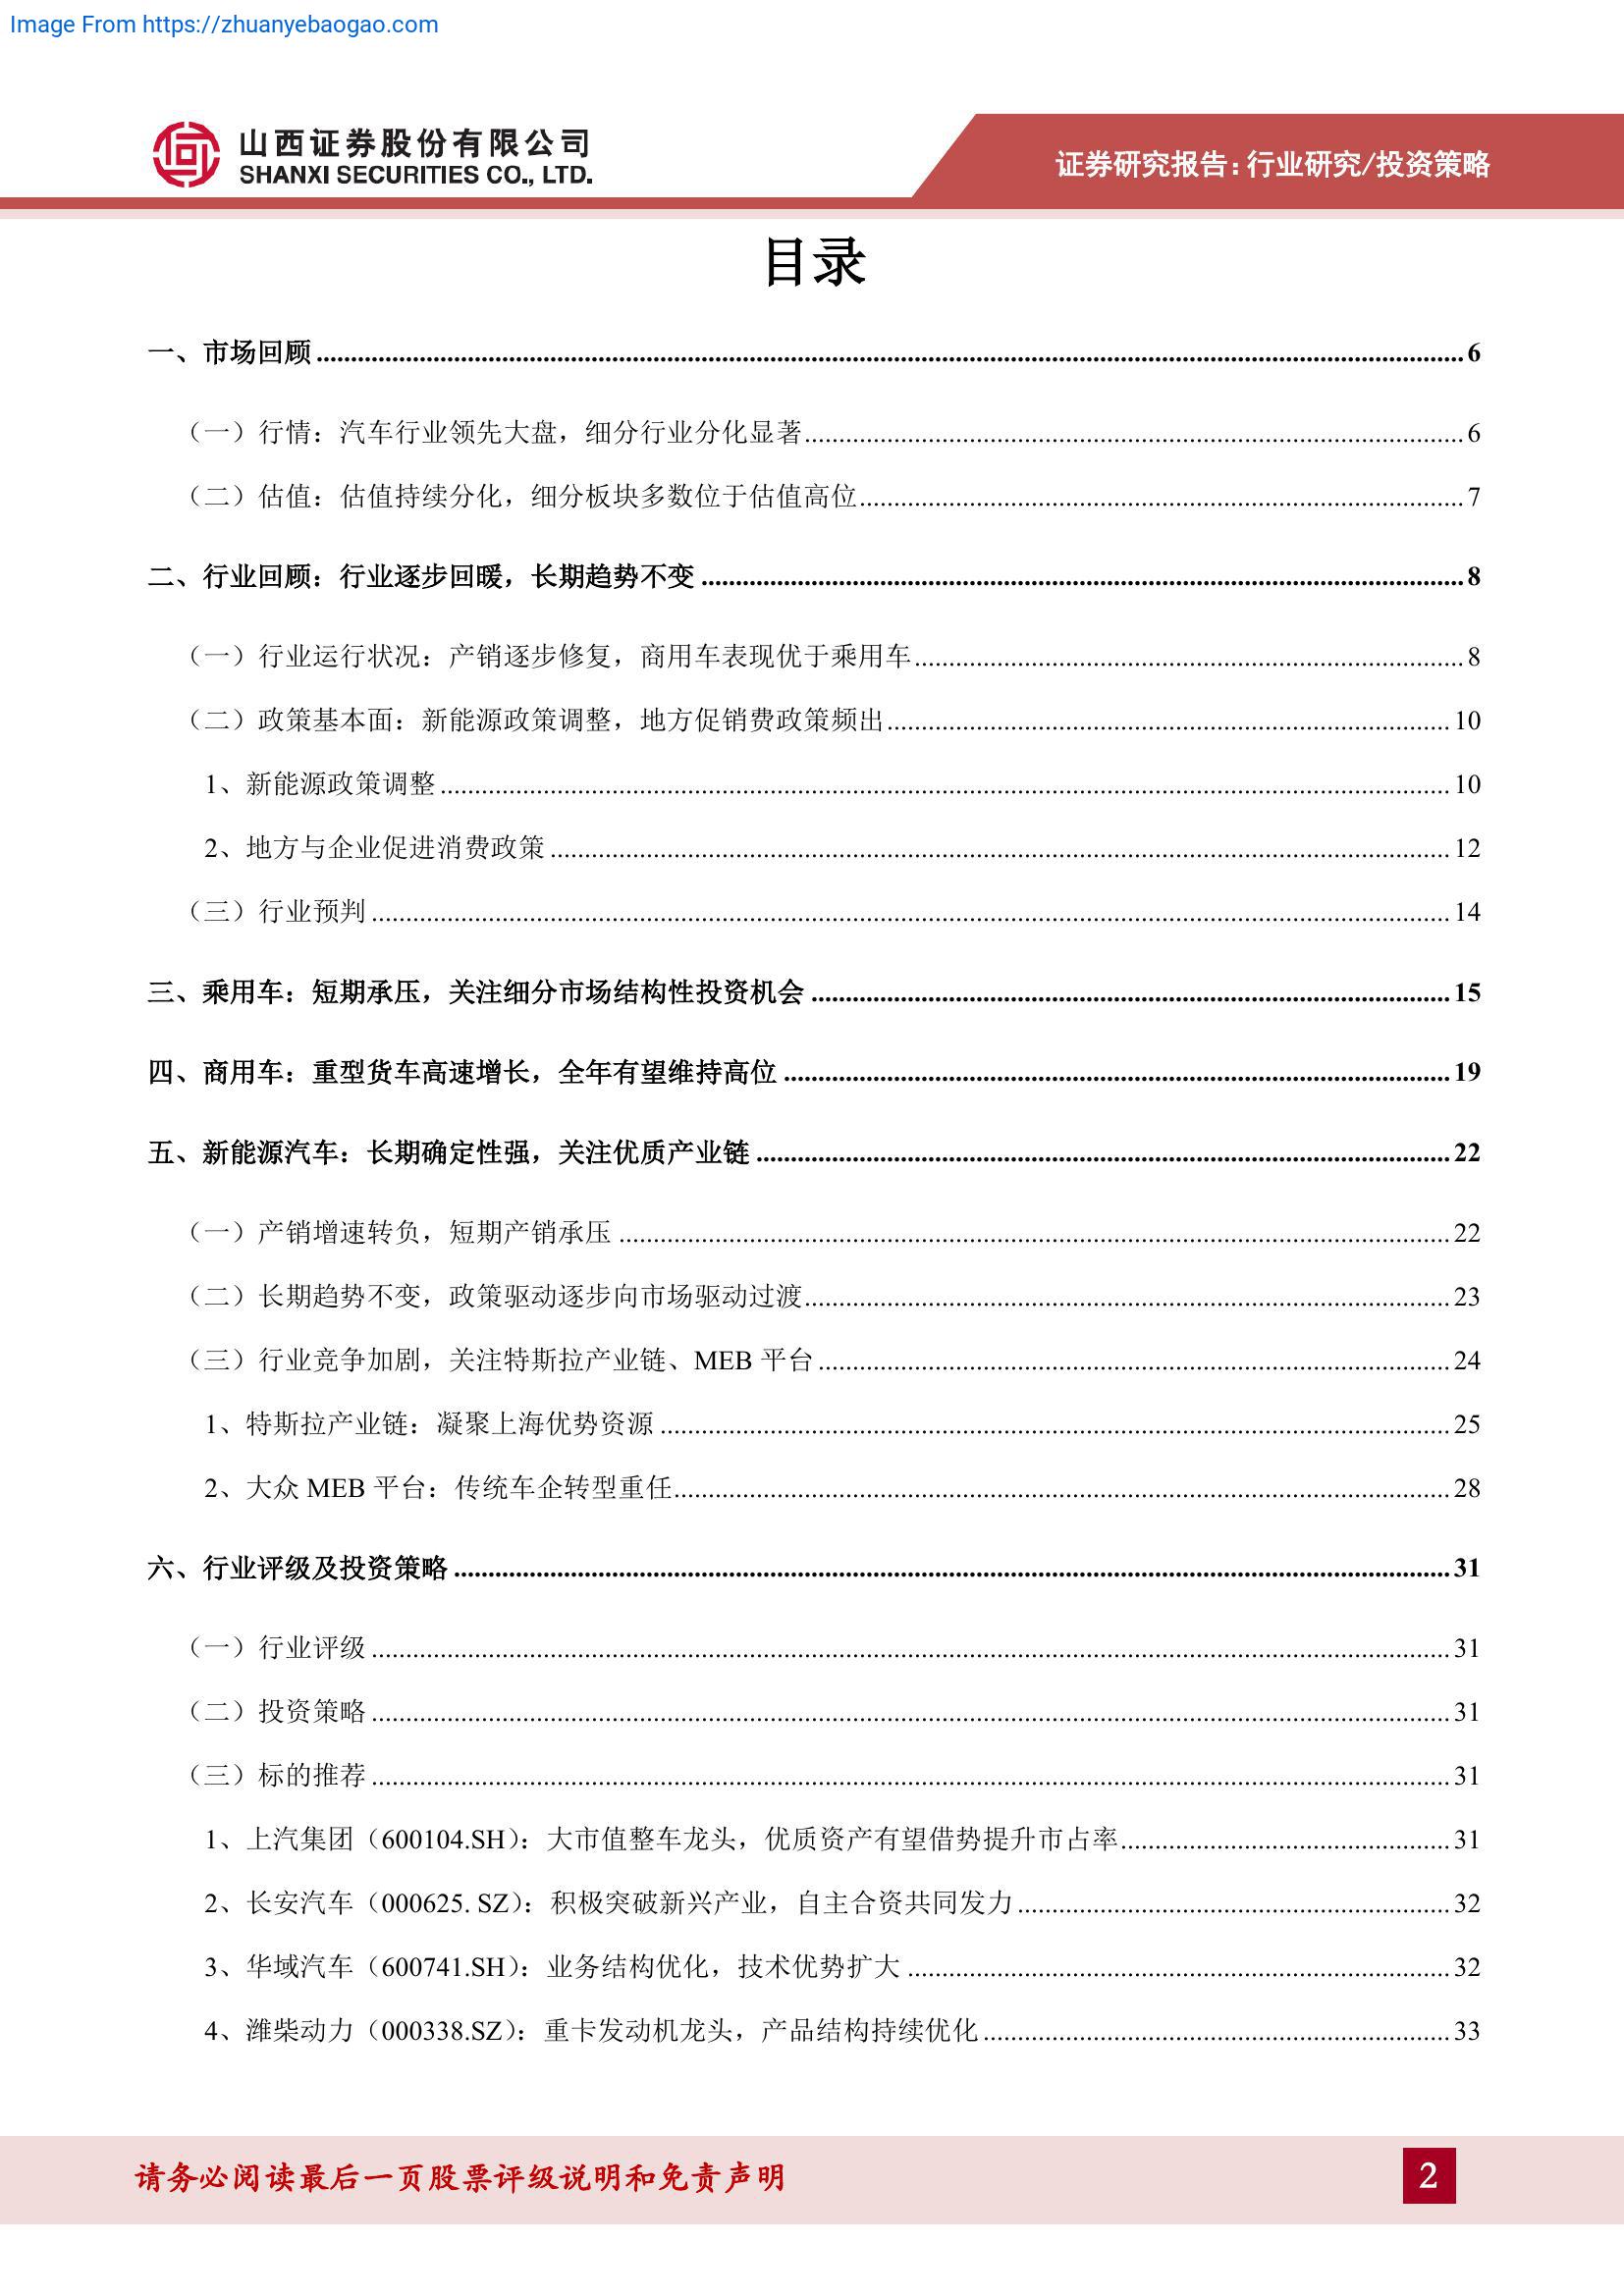 Image From https://zhuanyebaogao.com
山西证券股份有限公司
SHANXI SECURITIES CO., LTD.
证券研究报告：行业研究/投资策略
目录
一、市场回顾 6
（一）行情：汽车行业领先大盘，细分行业分化显著 6
（二）估值：估值持续分化，细分板块多数位于估值高位 7
二、行业回顾：行业逐步回暖，长期趋势不变 8
（一）行业运行状况：产销逐步修复，商用车表现优于乘用车 8
（二）政策基本面：新能源政策调整，地方促销费政策频出 10
1、新能源政策调整 10
2、地方与企业促进消费政策 12
（三）行业预判 14
三、乘用车：短期承压，关注细分市场结构性投资机会 15
四、商用车：重型货车高速增长，全年有望维持高位 19
五、新能源汽车：长期确定性强，关注优质产业链 22
（一）产销增速转负，短期产销承压 22
（二）长期趋势不变，政策驱动逐步向市场驱动过渡 23
（三）行业竞争加剧，关注特斯拉产业链、MEB 平台 24
1、特斯拉产业链：凝聚上海优势资源 25
2、大众 MEB 平台：传统车企转型重任 28
六、行业评级及投资策略 31
（一）行业评级 31
（二）投资策略 31
（三）标的推荐 31
1、上汽集团（600104.SH）：大市值整车龙头，优质资产有望借势提升市占率 31
2、长安汽车（000625. SZ）：积极突破新兴产业，自主合资共同发力 32
3、华域汽车（600741.SH）：业务结构优化，技术优势扩大 32
4、潍柴动力（000338.SZ）：重卡发动机龙头，产品结构持续优化 33
请务必阅读最后一页股票评级说明和免责声明
2